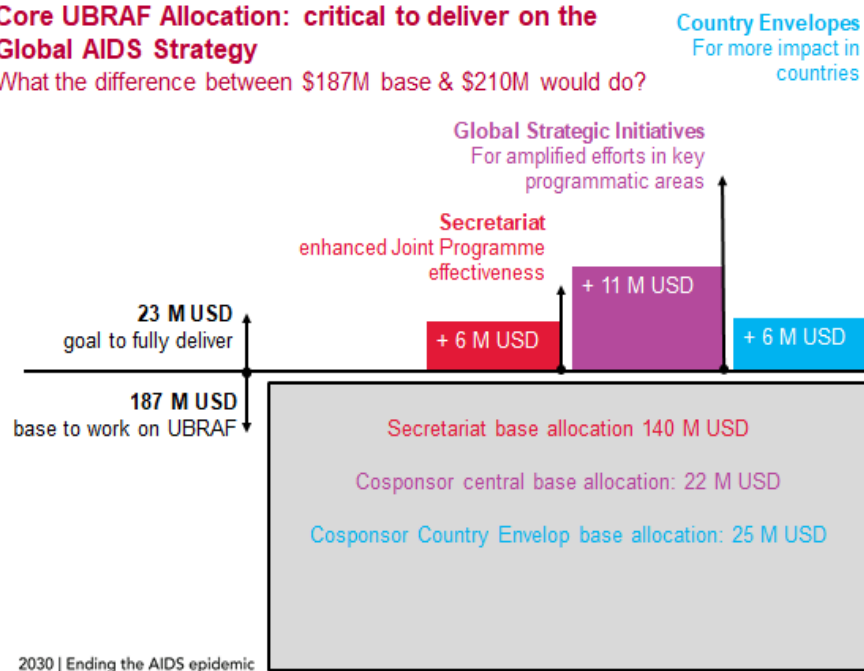 Core UBRAF Allocation: critical to deliver on the
Global AIDS Strategy
What the difference between $187M base & $210M would do?
Country Envelopes
For more impact in
countries
Global Strategic Initiatives
For amplified efforts in key
programmatic areas
Secretariat
enhanced Joint Programme
effectiveness
+ 11 M USD
23 M USD
goal to fully deliver
+ 6 M USD
+ 6 M USD
187 M USD
base to work on UBRAF
Secretariat base allocation 140 M USD
Cosponsor central base allocation: 22 M USD
Cosponsor Country Envelop base allocation: 25 M USD
2030 | Ending the AIDS epidemic